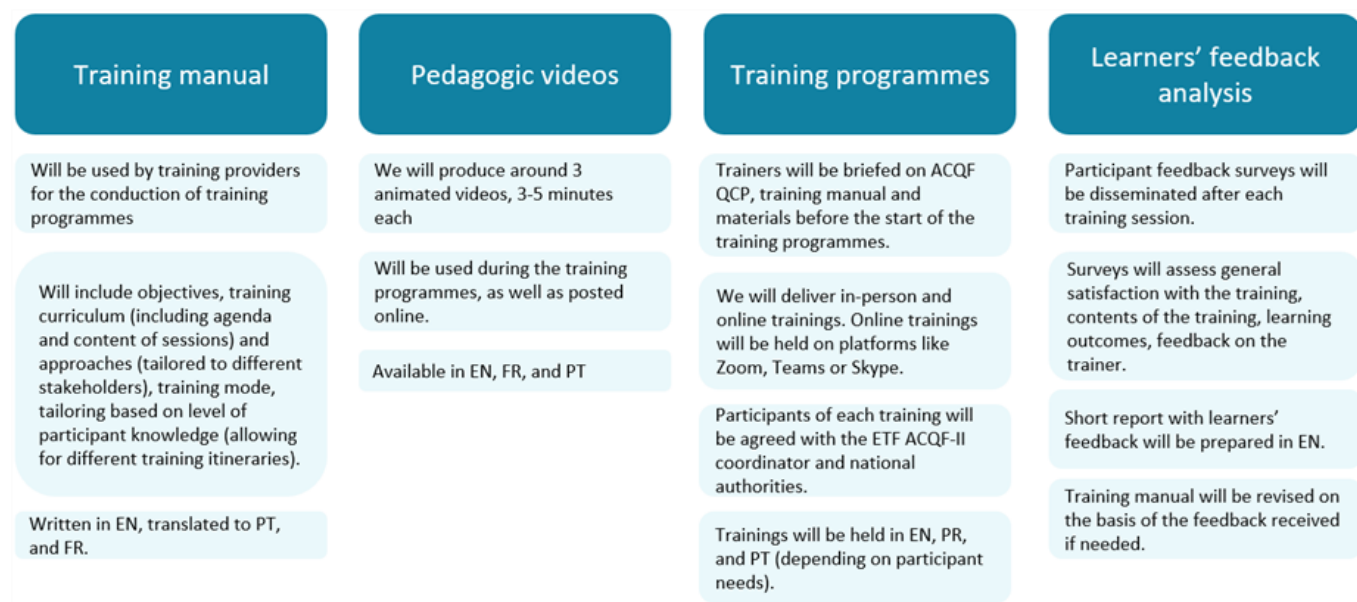 Training manual
Will be used by training providers
for the conduction of training
programmes
Will include objectives, training
curriculum (including agenda
and content of sessions) and
approaches (tailored to different
stakeholders), training mode,
tailoring based on level of
participant knowledge (allowing
for different training itineraries).
Written in EN, translated to PT,
and FR.
Pedagogic videos
We will produce around 3
animated videos, 3-5 minutes
each
Will be used during the training
programmes, as well as posted
online.
Available in EN, FR, and PT
Training programmes
Trainers will be briefed on ACQF
QCP, training manual and
materials before the start of the
training programmes.
We will deliver in-person and
online trainings. Online trainings
will be held on platforms like
Zoom, Teams or Skype.
Participants of each training will
be agreed with the ETF ACQF-II
coordinator and national
authorities.
Trainings will be held in EN, PR,
and PT (depending on participant
needs).
Learners’ feedback
analysis
Participant feedback surveys will
be disseminated after each
training session.
Surveys will assess general
satisfaction with the training,
contents of the training, learning
outcomes, feedback on the
trainer.
Short report with learners’
feedback will be prepared in EN.
Training manual will be revised on
the basis of the feedback received
if needed.